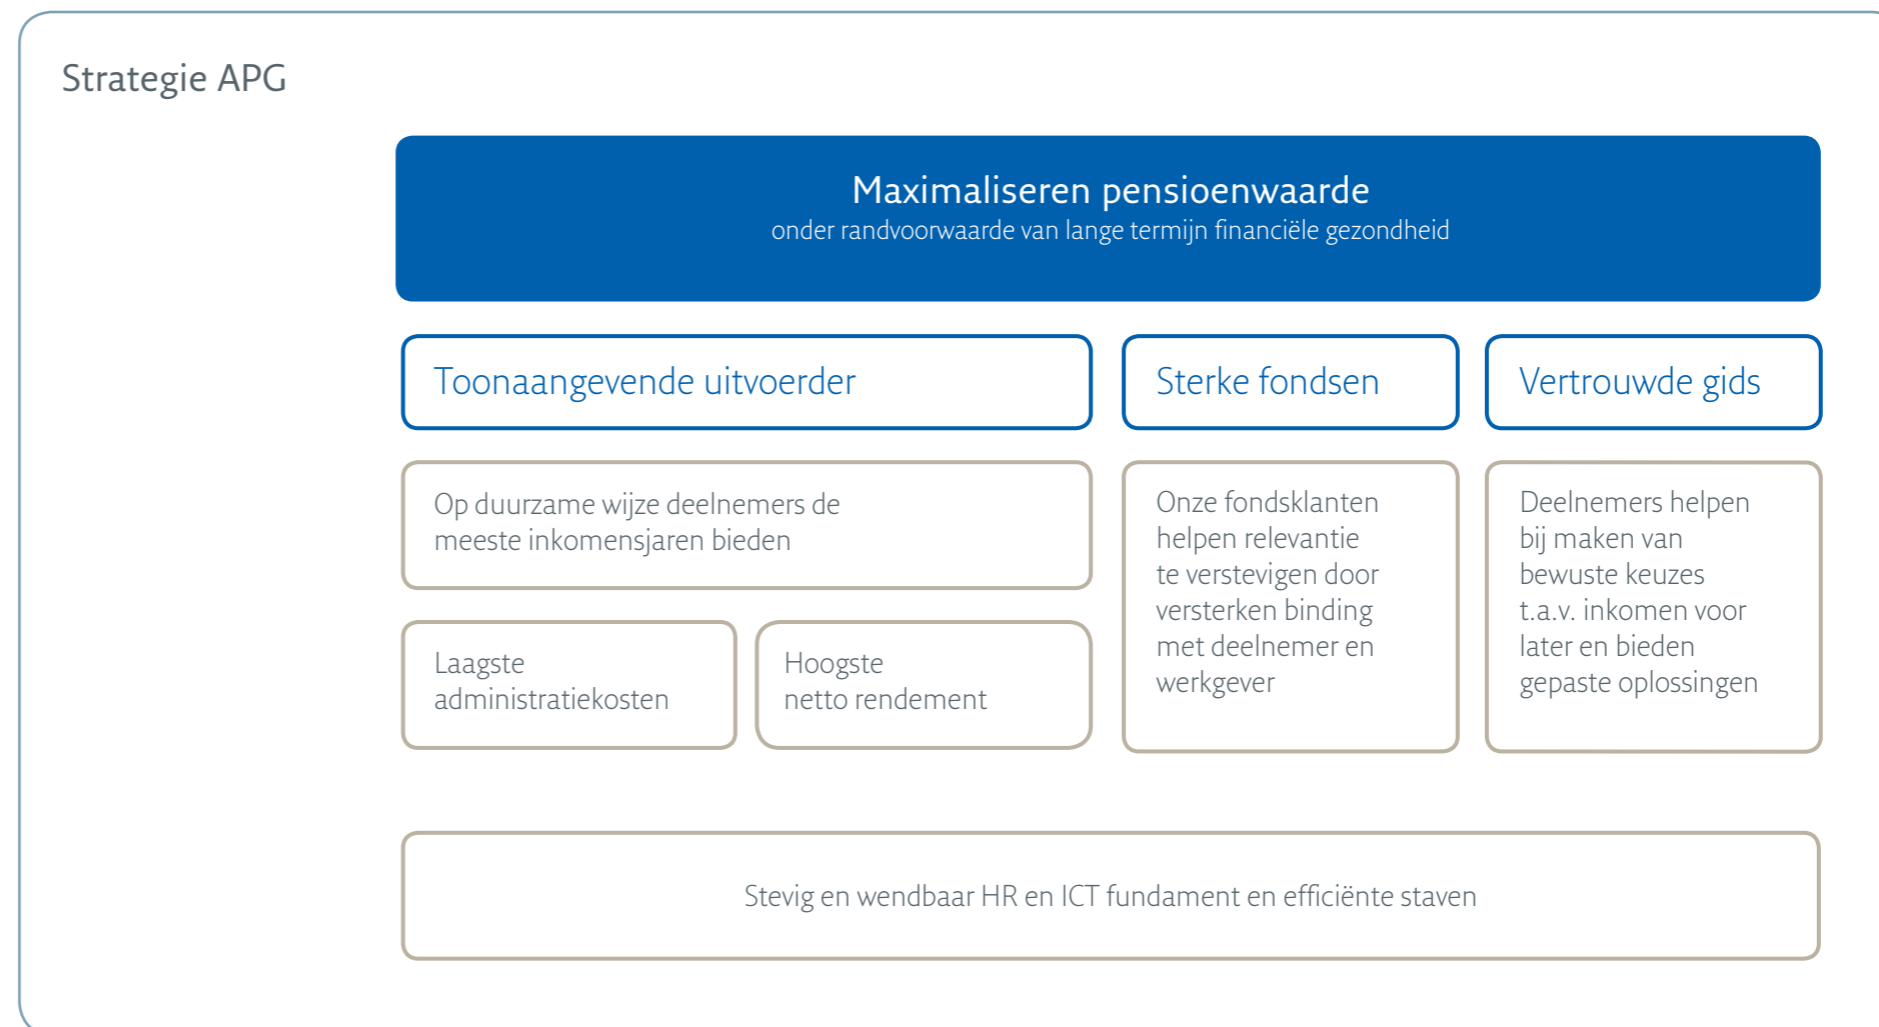 Strategie APG
Maximaliseren pensioenwaarde
onder randvoorwaarde van lange termijn financiële gezondheid
Toonaangevende uitvoerder
Op duurzame wijze deelnemers de
meeste inkomensjaren bieden
Laagste
administratiekosten
Hoogste
netto rendement
Sterke fondsen
Onze fondsklanten
helpen relevantie
te verstevigen door
versterken binding
met deelnemer en
werkgever
Vertrouwde gids
Deelnemers helpen
bij maken van
bewuste keuzes
t.a.v. inkomen voor
later en bieden
gepaste oplossingen
Stevig en wendbaar HR en ICT fundament en efficiënte staven